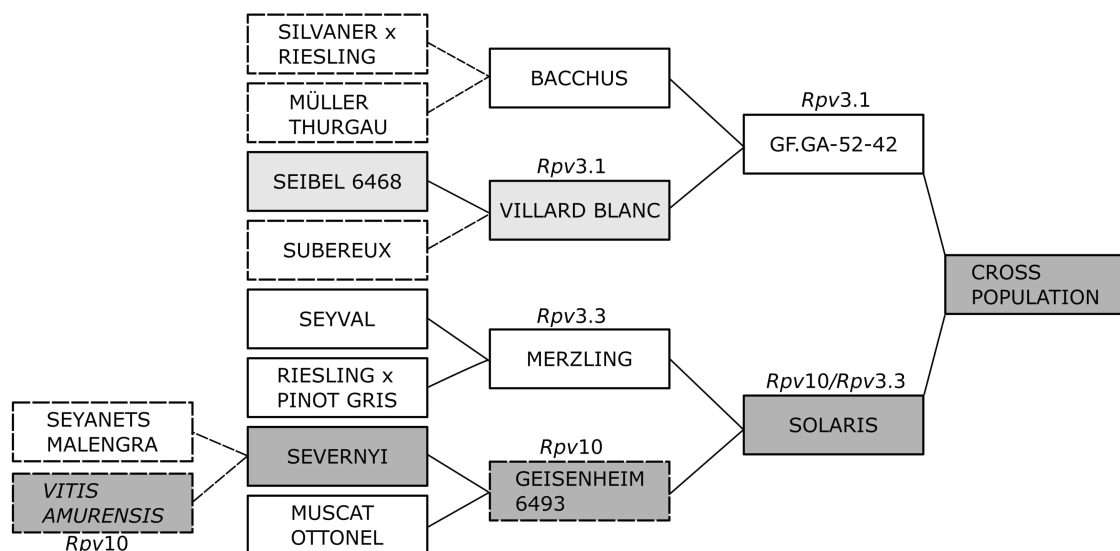 SILVANER x
RIESLING
MÜLLER
THURGAU
SEIBEL 6468
SUBEREUX
SEYVAL
RIESLING x
PINOT GRIS
SEYANETS
MALENGRA
VITIS
AMURENSIS
Rpv10
SEVERNYI
MUSCAT
OTTONEL
BACCHUS
Rpv3.1
VILLARD BLANC
Rpv3.3
MERZLING
Rpv10
GEISENHEIM
6493
Rpv3.1
GF.GA-52-42
Rpv10/Rpv3.3
SOLARIS
CROSS
POPULATION